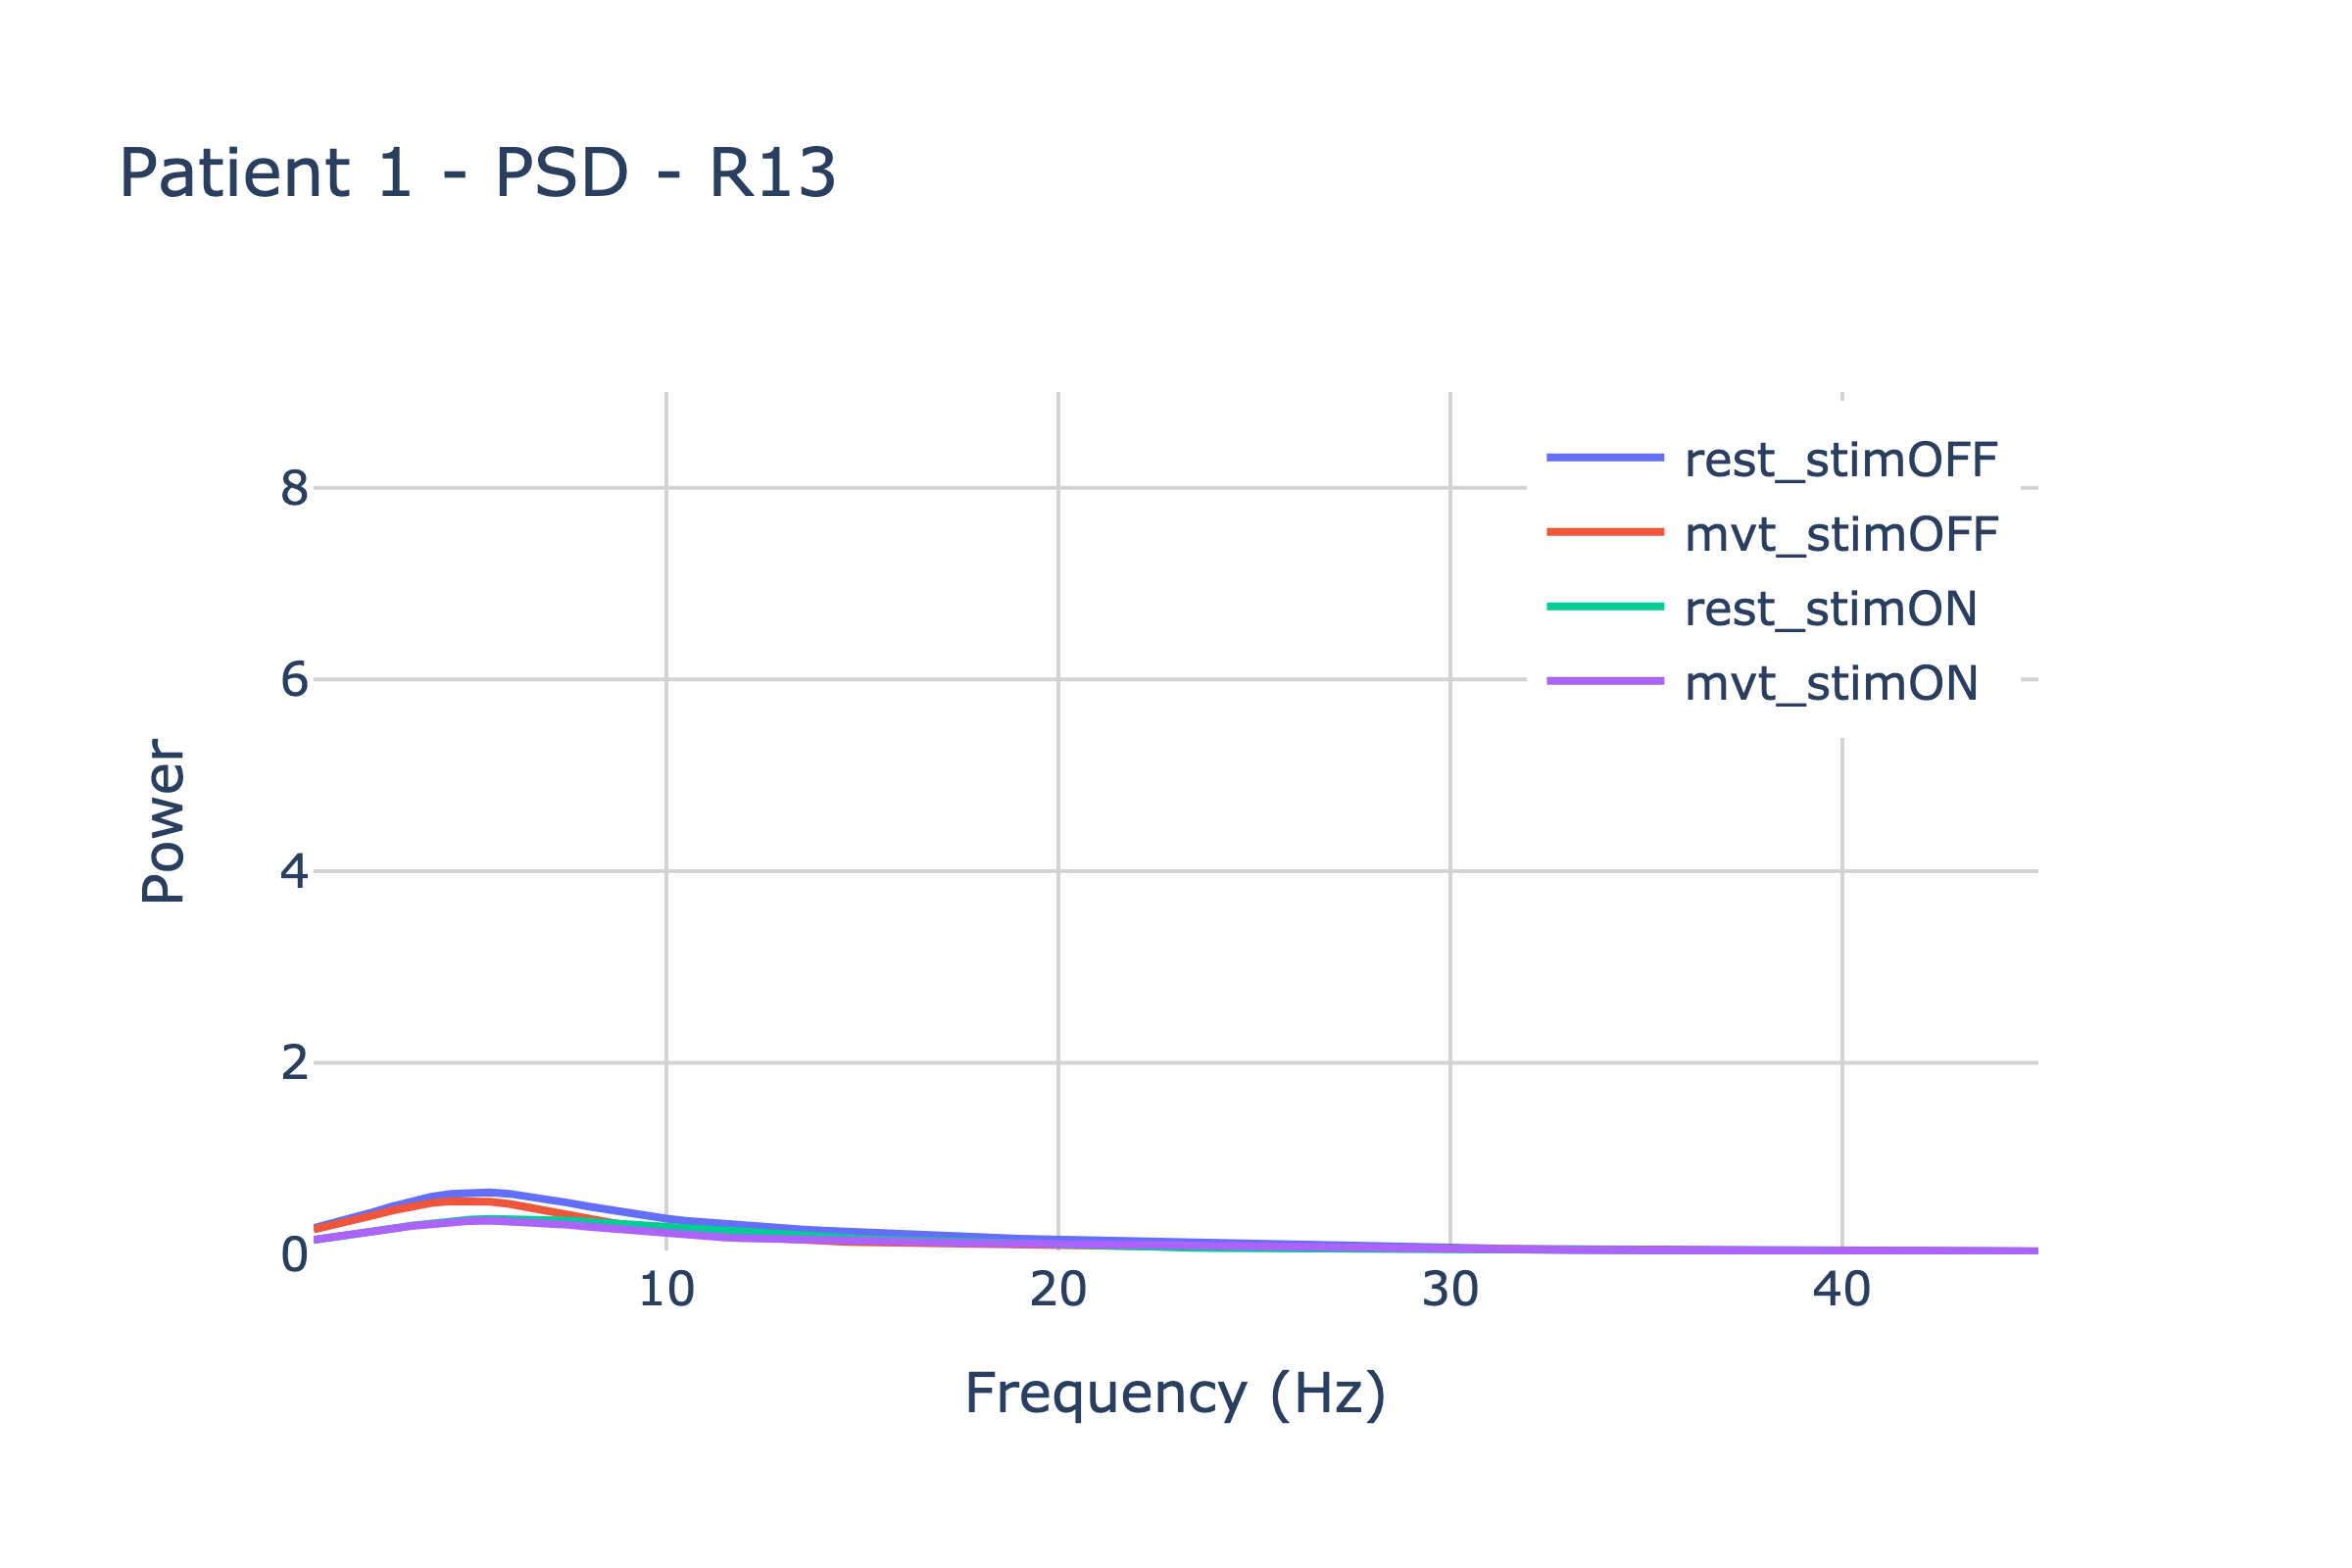 Patient 1 - PSD - R13
rest_stimOFF
mvt_stimOFF
rest_stimON
mvt_stimON
8
6
4
2
0
Power
10 20 30 40
Frequency (Hz)